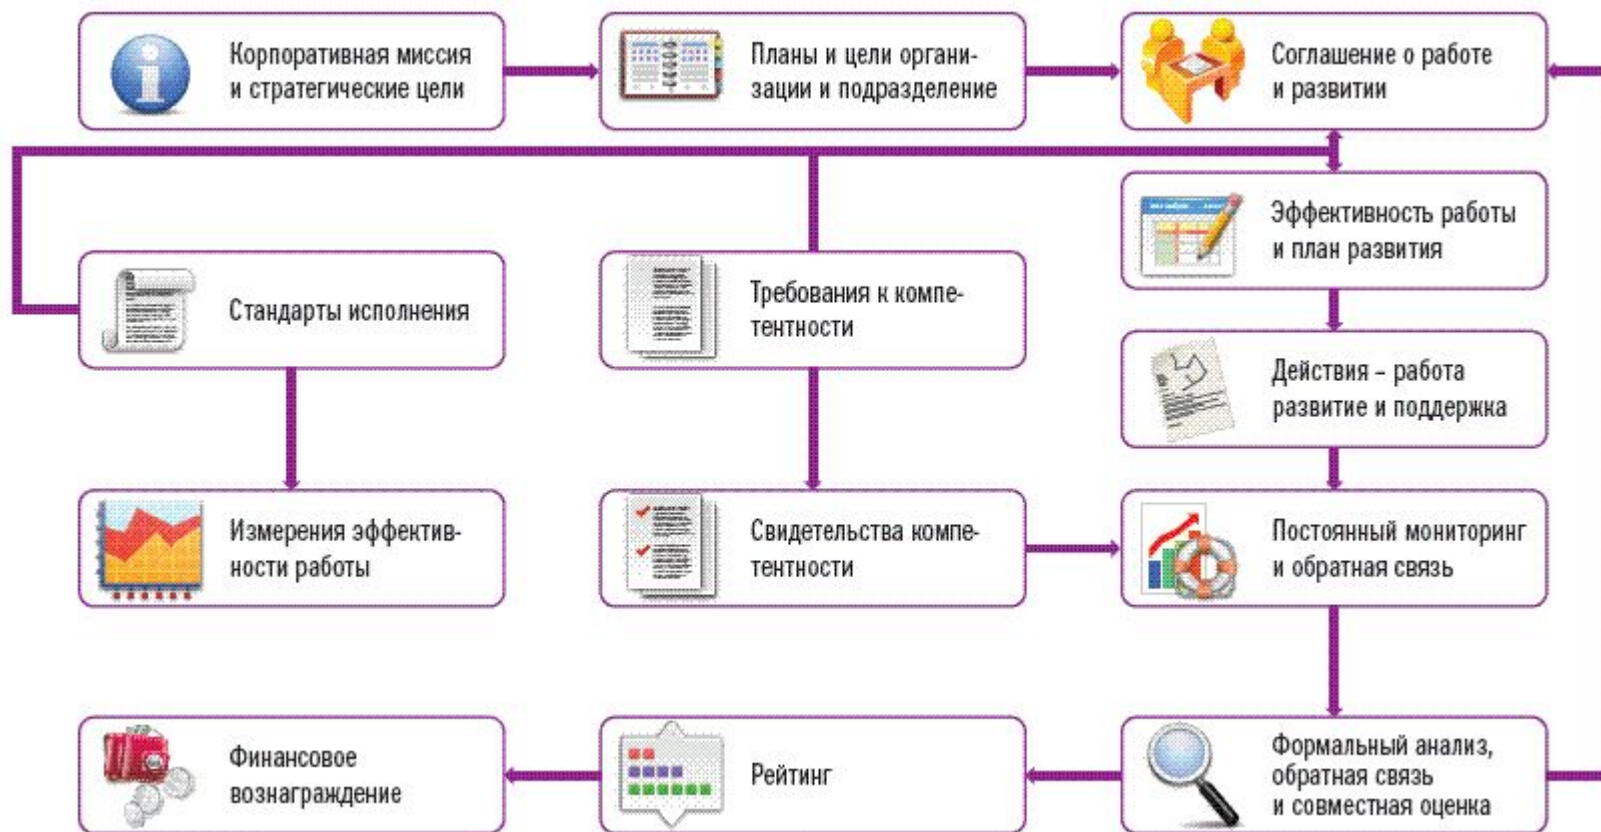 Корпоративная миссия
и стратегические цели
Планы и цели органи-
зации и подразделение
Соглашение о работе
и развитии
Эффективность работы
и план развития
Стандарты исполнения
Требования к компе-
тентности
Действия – работа
развитие и поддержка
Измерения эффектив-
ности работы
Свидетельства компе-
тентности
Постоянный мониторинг
и обратная связь
Финансовое
вознаграждение
Рейтинг
Формальный анализ,
обратная связь
и совместная оценка